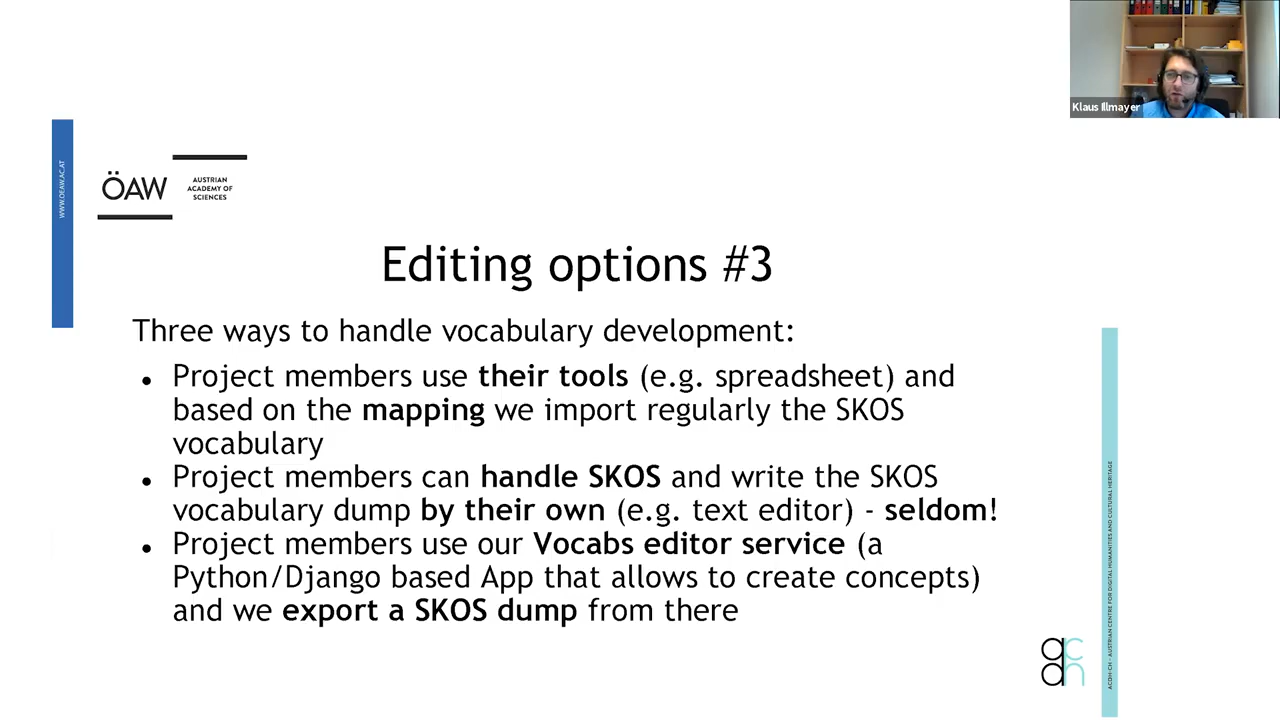 Klaus Illmayer
WWW.OEAW.AC.AT
ÖAW
AUSTRIAN
ACADEMY OF
SCIENCES
Editing options #3
Three ways to handle vocabulary development:
● Project members use their tools (e.g. spreadsheet) and
based on the mapping we import regularly the SKOS
vocabulary
● Project members can handle SKOS and write the SKOS
vocabulary dump by their own (e.g. text editor) - seldom!
● Project members use our Vocabs editor service (a
Python/Django based App that allows to create concepts)
and we export a SKOS dump from there
ACDH-CH - AUSTRIAN CENTRE FOR DIGITAL HUMANITIES AND CULTURAL HERITAGE
ac
dh